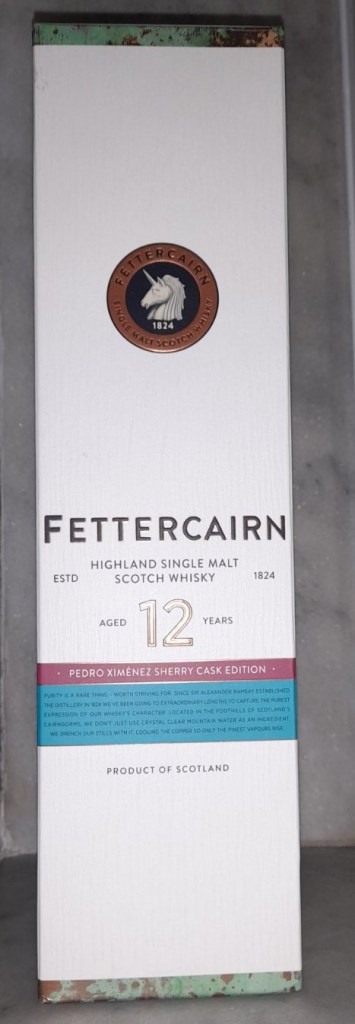 FETTERCAIRN
1824
SINGLE MALT SCOTCH WHISKY
FETTERCAIRN
HIGHLAND SINGLE MALT
ESTD SCOTCH WHISKY 1824
AGED 12 YEARS
· PEDRO XIMÉNEZ SHERRY CASK EDITION ·
PURITY IS A RARE THING - WORTH STRIVING FOR. SINCE SIR ALEXANDER RAMSAY ESTABLISHED
THE DISTILLERY IN 1824 WE'VE BEEN GOING TO EXTRAORDINARY LENGTHS TO CAPTURE THE PUREST
EXPRESSION OF OUR WHISKY'S CHARACTER. LOCATED IN THE FOOTHILLS OF SCOTLAND'S
CAIRNGORMS, WE DON'T JUST USE CRYSTAL CLEAR MOUNTAIN WATER AS AN INGREDIENT,
WE DRENCH OUR STILLS WITH IT, COOLING THE COPPER SO ONLY THE FINEST VAPOURS RISE.
PRODUCT OF SCOTLAND